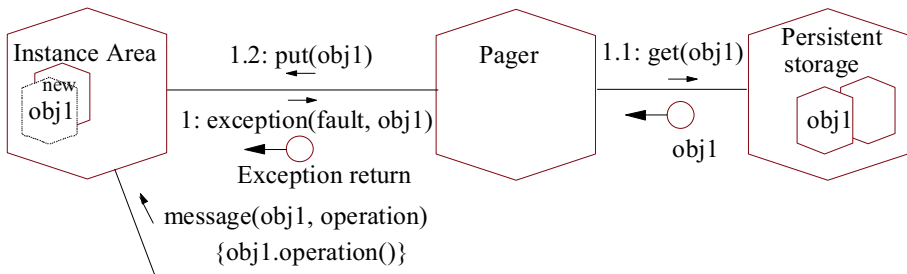 Instance Area
new
obj1
1.2: put(obj1)
1: exception(fault, obj1)
Exception return
message(obj1, operation)
{obj1.operation()}
Pager
1.1: get(obj1)
obj1
Persistent
storage
obj1